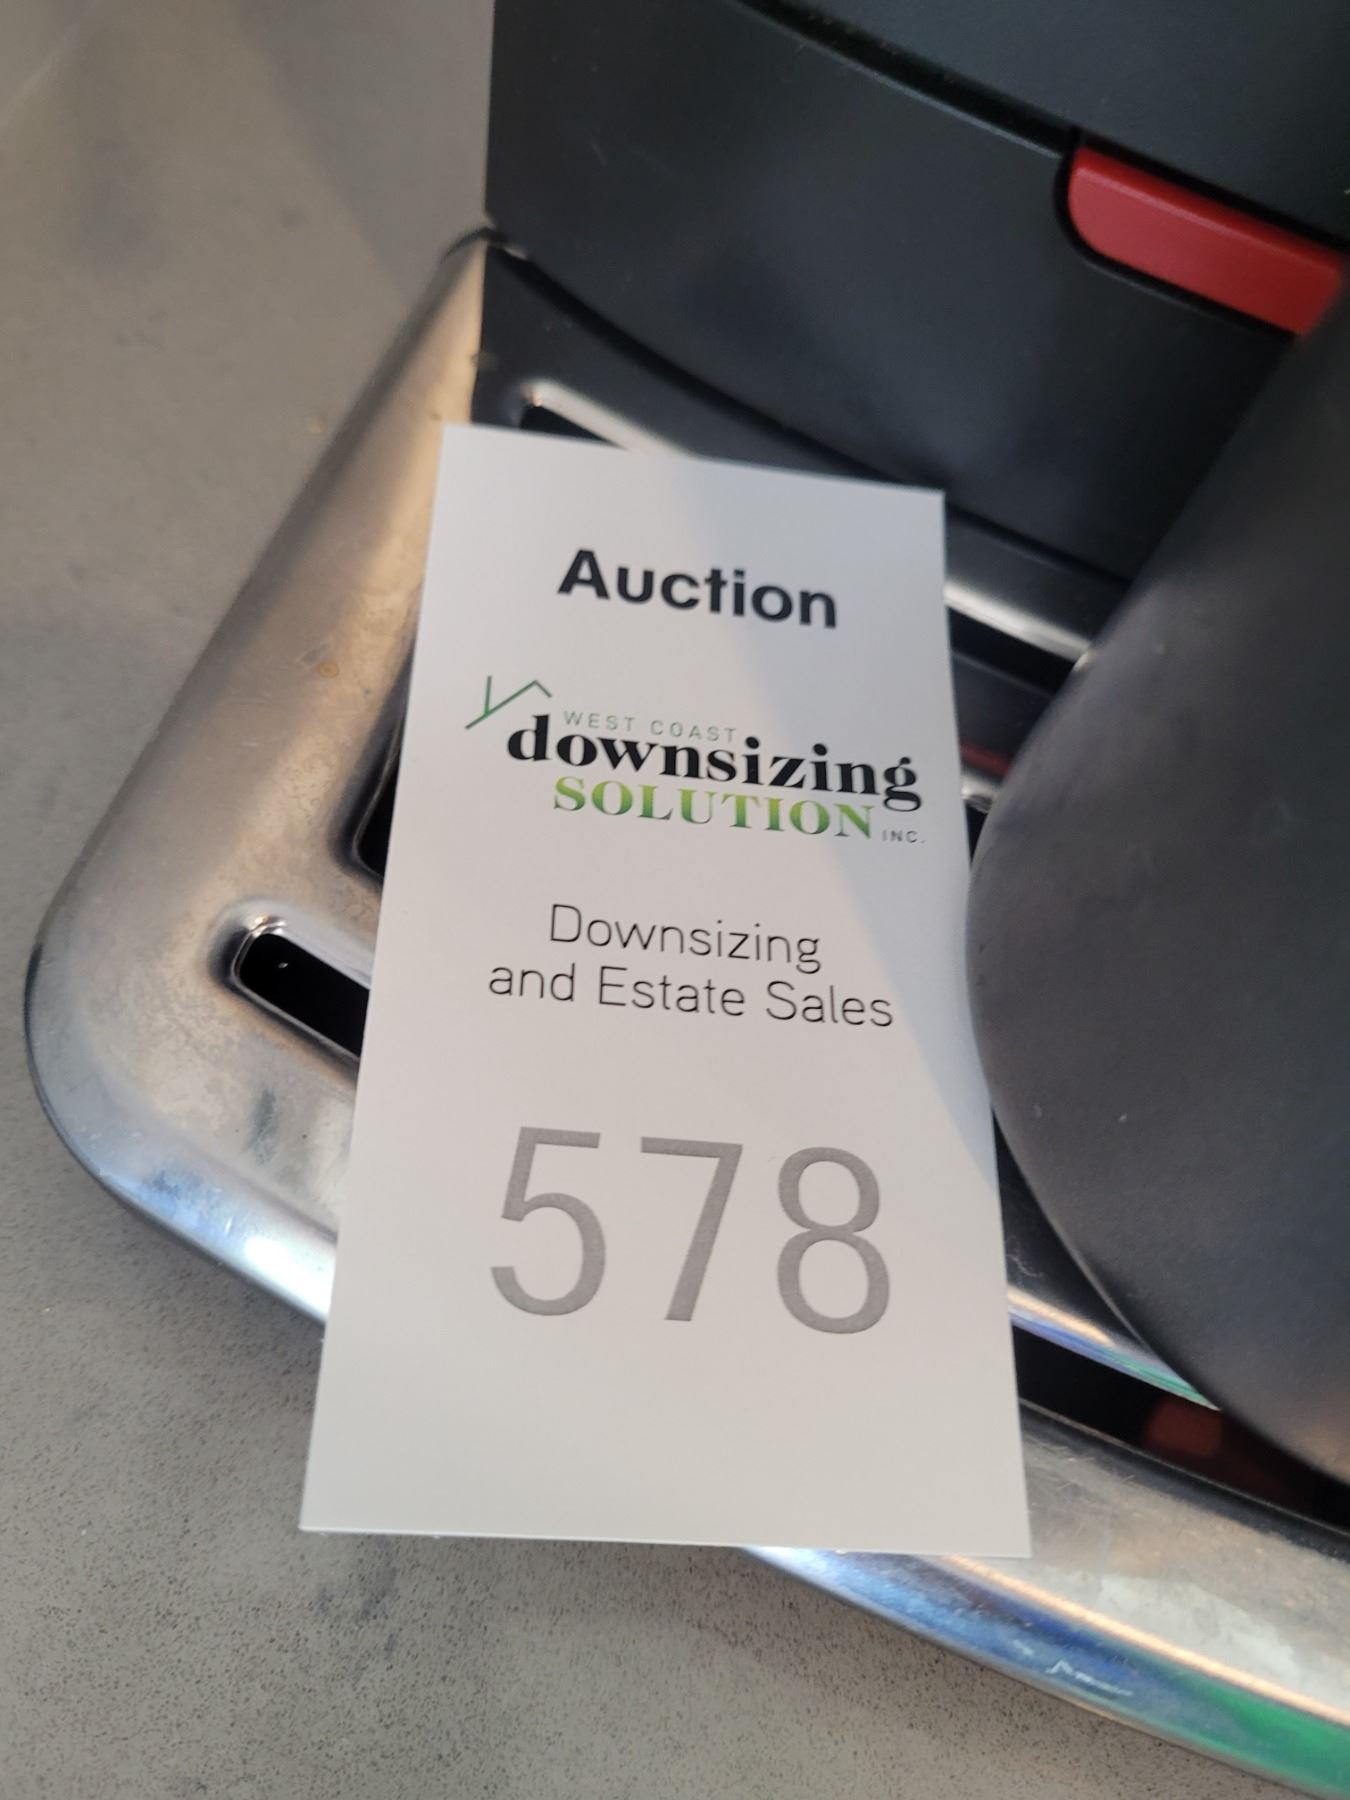 Auction
WEST COAST
downsizing
SOLUTION INC.
Downsizing
and Estate Sales
578